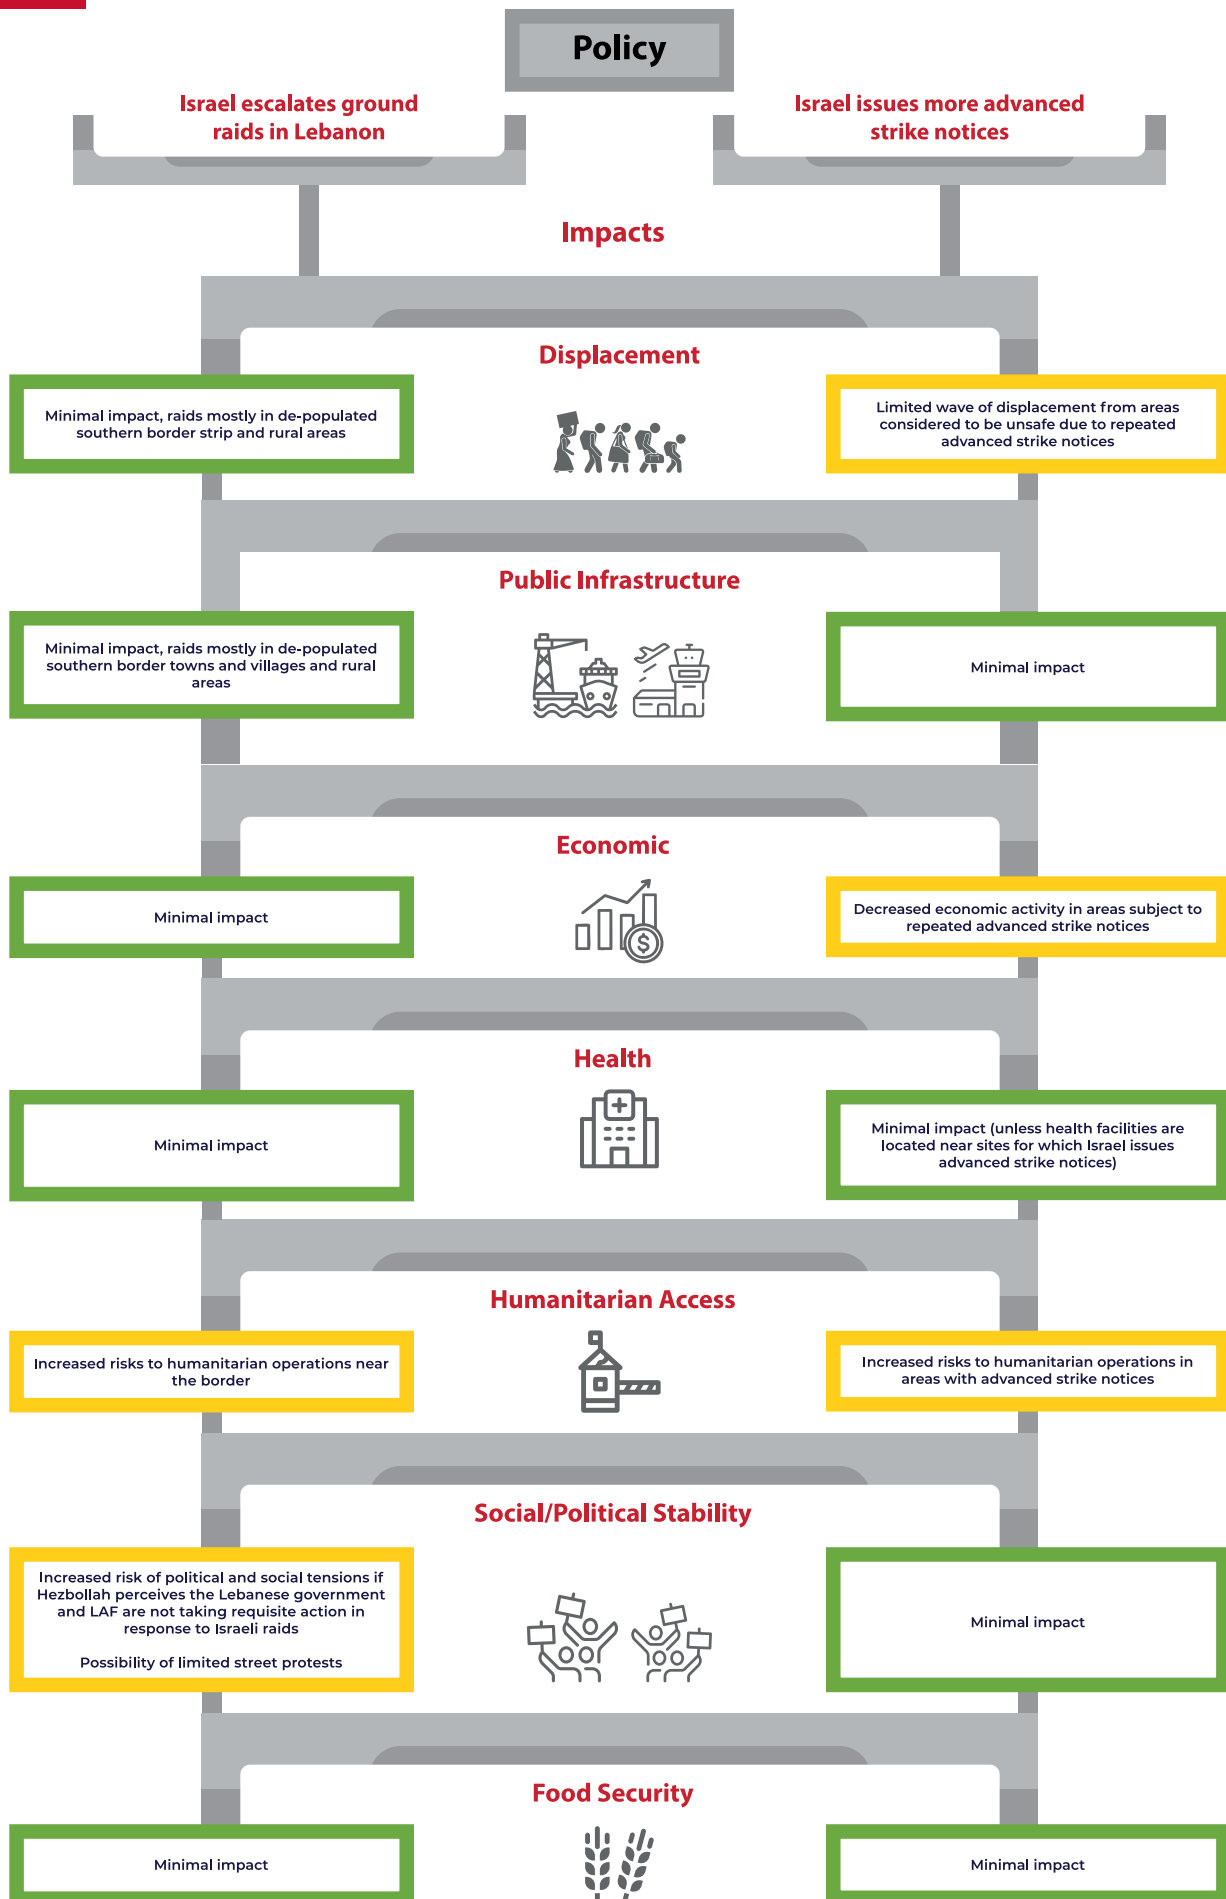 Policy
Israel escalates ground
raids in Lebanon
Israel issues more advanced
strike notices
Impacts
Displacement
Minimal impact, raids mostly in de-populated
southern border strip and rural areas
Limited wave of displacement from areas
considered to be unsafe due to repeated
advanced strike notices
Public Infrastructure
Minimal impact, raids mostly in de-populated
southern border towns and villages and rural
areas
Minimal impact
Economic
Minimal impact
Decreased economic activity in areas subject to
repeated advanced strike notices
$
Health
Minimal impact
Minimal impact (unless health facilities are
located near sites for which Israel issues
advanced strike notices)
Humanitarian Access
Increased risks to humanitarian operations near
the border
Increased risks to humanitarian operations in
areas with advanced strike notices
Social/Political Stability
Increased risk of political and social tensions if
Hezbollah perceives the Lebanese government
and LAF are not taking requisite action in
response to Israeli raids
Possibility of limited street protests
Minimal impact
Food Security
Minimal impact
Minimal impact